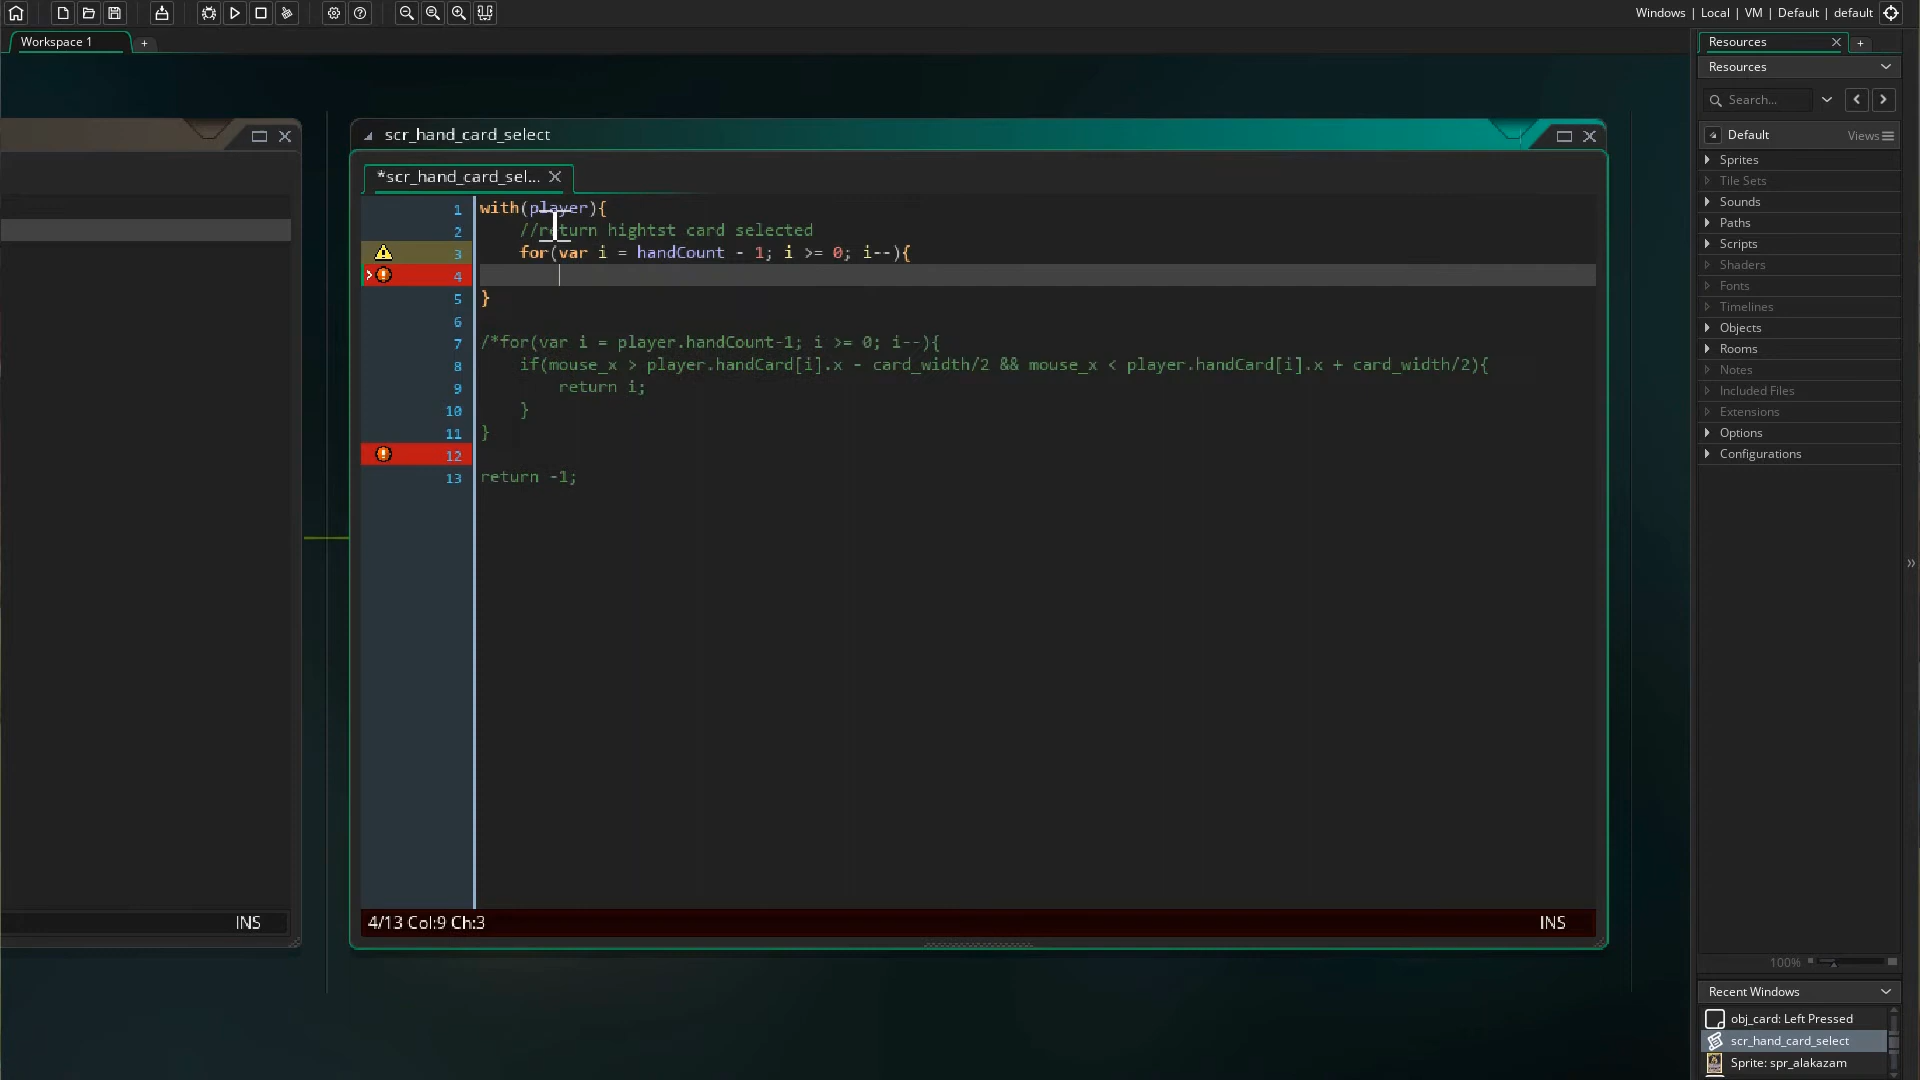 Windows | Local | VM | Default | default
Workspace 1
+
Resources
+
Resources
Search...
Default
Views
Sprites
Tile Sets
Sounds
Paths
Scripts
Shaders
Fonts
Timelines
Objects
Rooms
Notes
Included Files
Extensions
Options
Configurations
scr_hand_card_select
*scr_hand_card_sel...
1 with(player){
2 //return hightst card selected
3 for(var i = handCount - 1; i >= 0; i--){
4
5 }
6
7 /*for(var i = player.handCount-1; i >= 0; i--){
8 if(mouse_x > player.handCard[i].x - card_width/2 && mouse_x < player.handCard[i].x + card_width/2){
9 return i;
10 }
11 }
12
13 return -1;
INS
4/13 Col:9 Ch:3
INS
100%
Recent Windows
obj_card: Left Pressed
scr_hand_card_select
Sprite: spr_alakazam